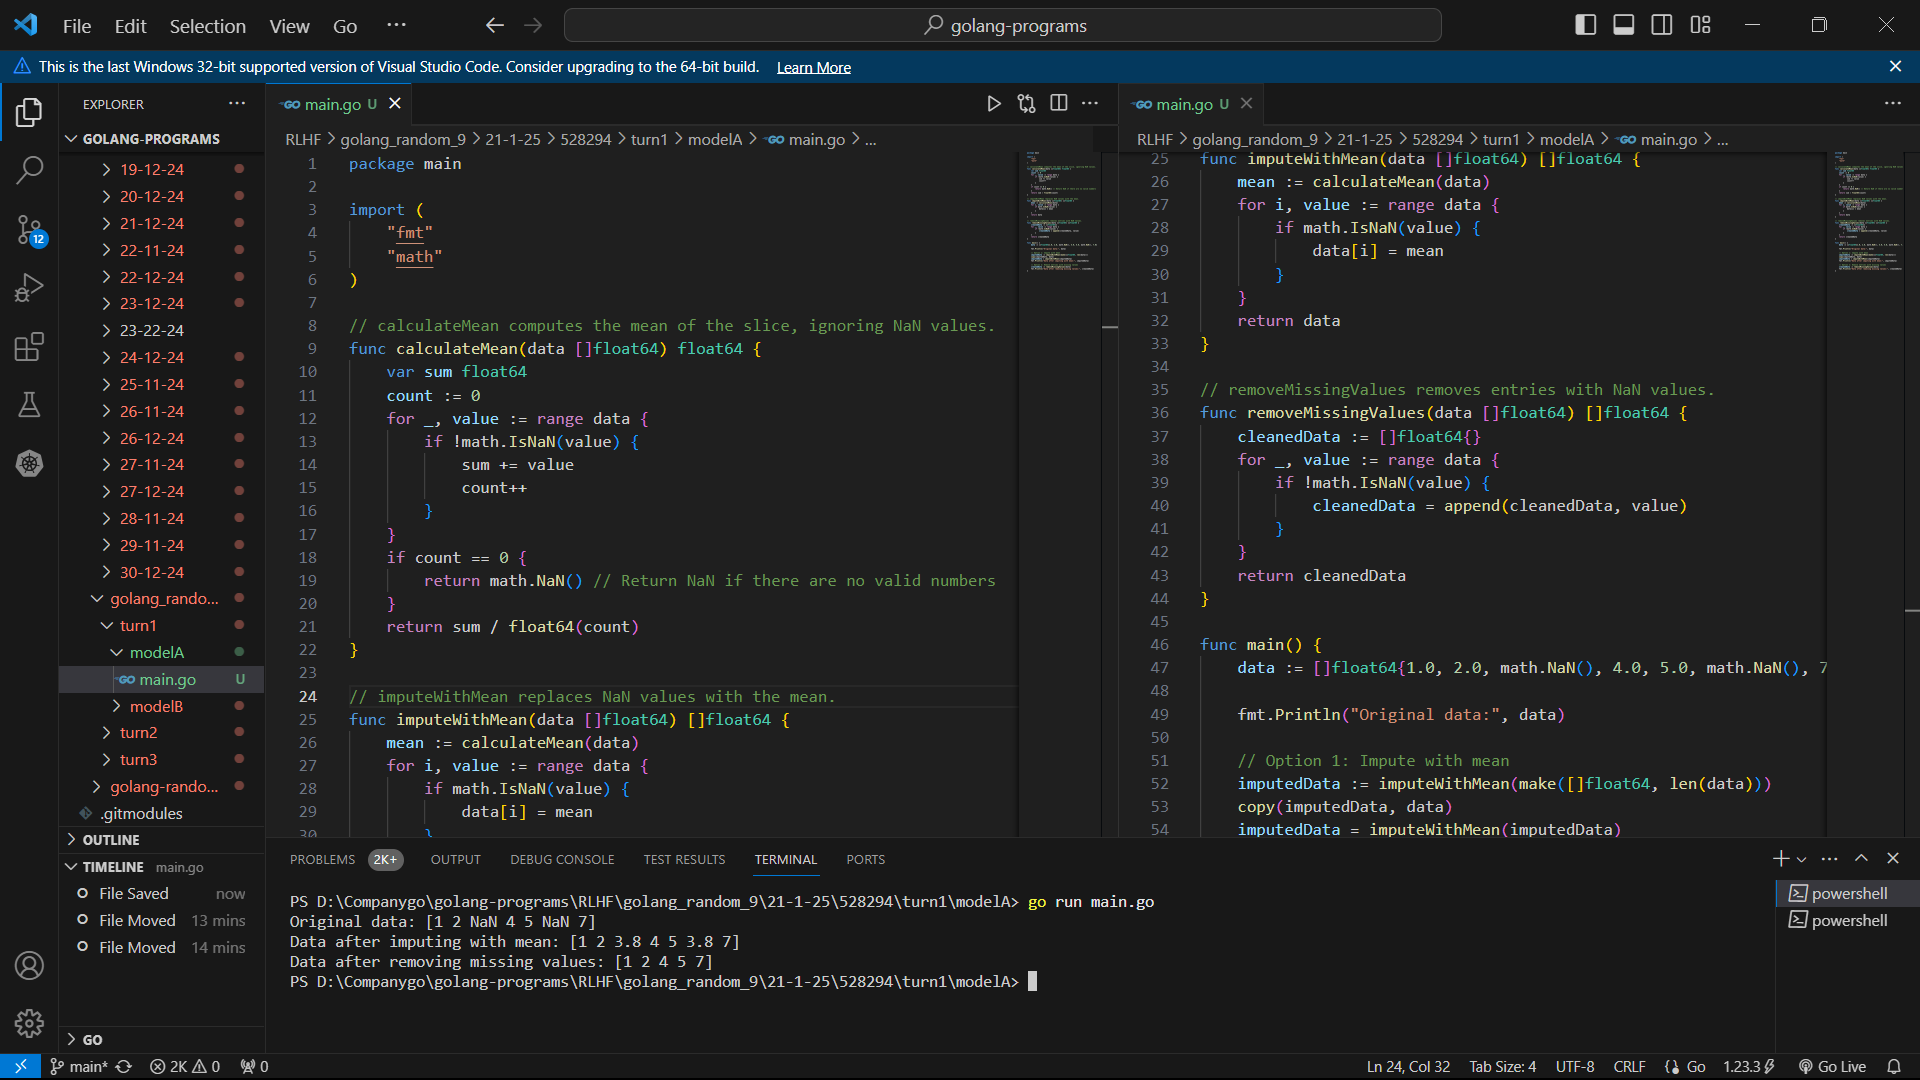 File Edit Selection View Go ···
golang-programs
This is the last Windows 32-bit supported version of Visual Studio Code. Consider upgrading to the 64-bit build. Learn More
EXPLORER
GOLANG-PROGRAMS
19-12-24
20-12-24
21-12-24
22-11-24
22-12-24
23-12-24
23-22-24
24-12-24
25-11-24
26-11-24
26-12-24
27-11-24
27-12-24
28-11-24
29-11-24
30-12-24
golang_rando...
turn1
modelA
main.go U
modelB
turn2
turn3
golang-rando...
.gitmodules
OUTLINE
TIMELINE main.go
File Saved now
File Moved 13 mins
File Moved 14 mins
GO
12
main.go U
RLHF > golang_random_9 > 21-1-25 > 528294 > turn1 > modelA > main.go > ...
1 package main
2
3 import (
4 "fmt"
5 "math"
6 )
7
8 // calculateMean computes the mean of the slice, ignoring NaN values.
9 func calculateMean(data []float64) float64 {
10 var sum float64
11 count := 0
12 for _, value := range data {
13 if !math.IsNaN(value) {
14 sum += value
15 count++
16 }
17 }
18 if count == 0 {
19 return math.NaN() // Return NaN if there are no valid numbers
20 }
21 return sum / float64(count)
22 }
23
24 // imputeWithMean replaces NaN values with the mean.
25 func imputeWithMean(data []float64) []float64 {
26 mean := calculateMean(data)
27 for i, value := range data {
28 if math.IsNaN(value) {
29 data[i] = mean
30 }
main.go U
RLHF > golang_random_9 > 21-1-25 > 528294 > turn1 > modelA > main.go > ...
25 func imputeWithMean(data []float64) []float64 {
26 mean := calculateMean(data)
27 for i, value := range data {
28 if math.IsNaN(value) {
29 data[i] = mean
30 }
31 }
32 return data
33 }
34
35 // removeMissingValues removes entries with NaN values.
36 func removeMissingValues(data []float64) []float64 {
37 cleanedData := []float64{}
38 for _, value := range data {
39 if !math.IsNaN(value) {
40 cleanedData = append(cleanedData, value)
41 }
42 }
43 return cleanedData
44 }
45
46 func main() {
47 data := []float64{1.0, 2.0, math.NaN(), 4.0, 5.0, math.NaN(), 7
48
49 fmt.Println("Original data:", data)
50
51 // Option 1: Impute with mean
52 imputedData := imputeWithMean(make([]float64, len(data)))
53 copy(imputedData, data)
54 imputedData = imputeWithMean(imputedData)
PROBLEMS 2K+ OUTPUT DEBUG CONSOLE TEST RESULTS TERMINAL PORTS
PS D:\Companygo\golang-programs\RLHF\golang_random_9\21-1-25\528294\turn1\modelA> go run main.go
Original data: [1 2 NaN 4 5 NaN 7]
Data after imputing with mean: [1 2 3.8 4 5 3.8 7]
Data after removing missing values: [1 2 4 5 7]
PS D:\Companygo\golang-programs\RLHF\golang_random_9\21-1-25\528294\turn1\modelA>
powershell
powershell
main* 2K 0 0
Ln 24, Col 32 Tab Size: 4 UTF-8 CRLF Go 1.23.3 Go Live